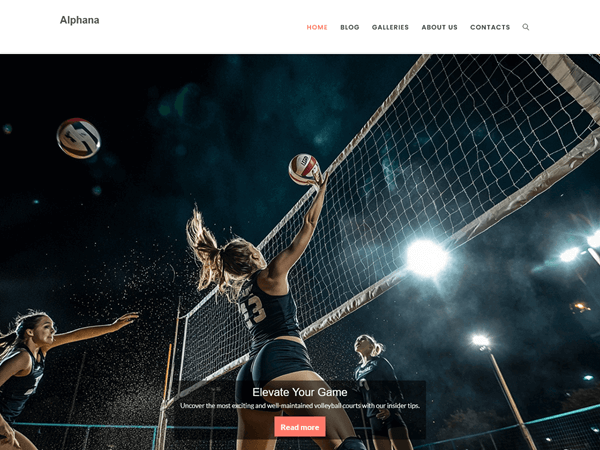 Alphana
HOME BLOG GALLERIES ABOUT US CONTACTS
Elevate Your Game
Uncover the most exciting and well-maintained volleyball courts with our insider tips.
Read more